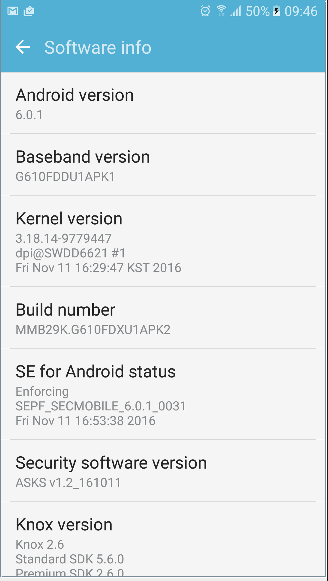 50% 09:46
Software info
Android version
6.0.1
Baseband version
G610FDDU1APK1
Kernel version
3.18.14-9779447
dpi@SWDD6621 #1
Fri Nov 11 16:29:47 KST 2016
Build number
MMB29K.G610FDXU1APK2
SE for Android status
Enforcing
SEPF_SECMOBILE_6.0.1_0031
Fri Nov 11 16:53:38 2016
Security software version
ASKS v1.2_161011
Knox version
Knox 2.6
Standard SDK 5.6.0
Premium SDK 2.6.0